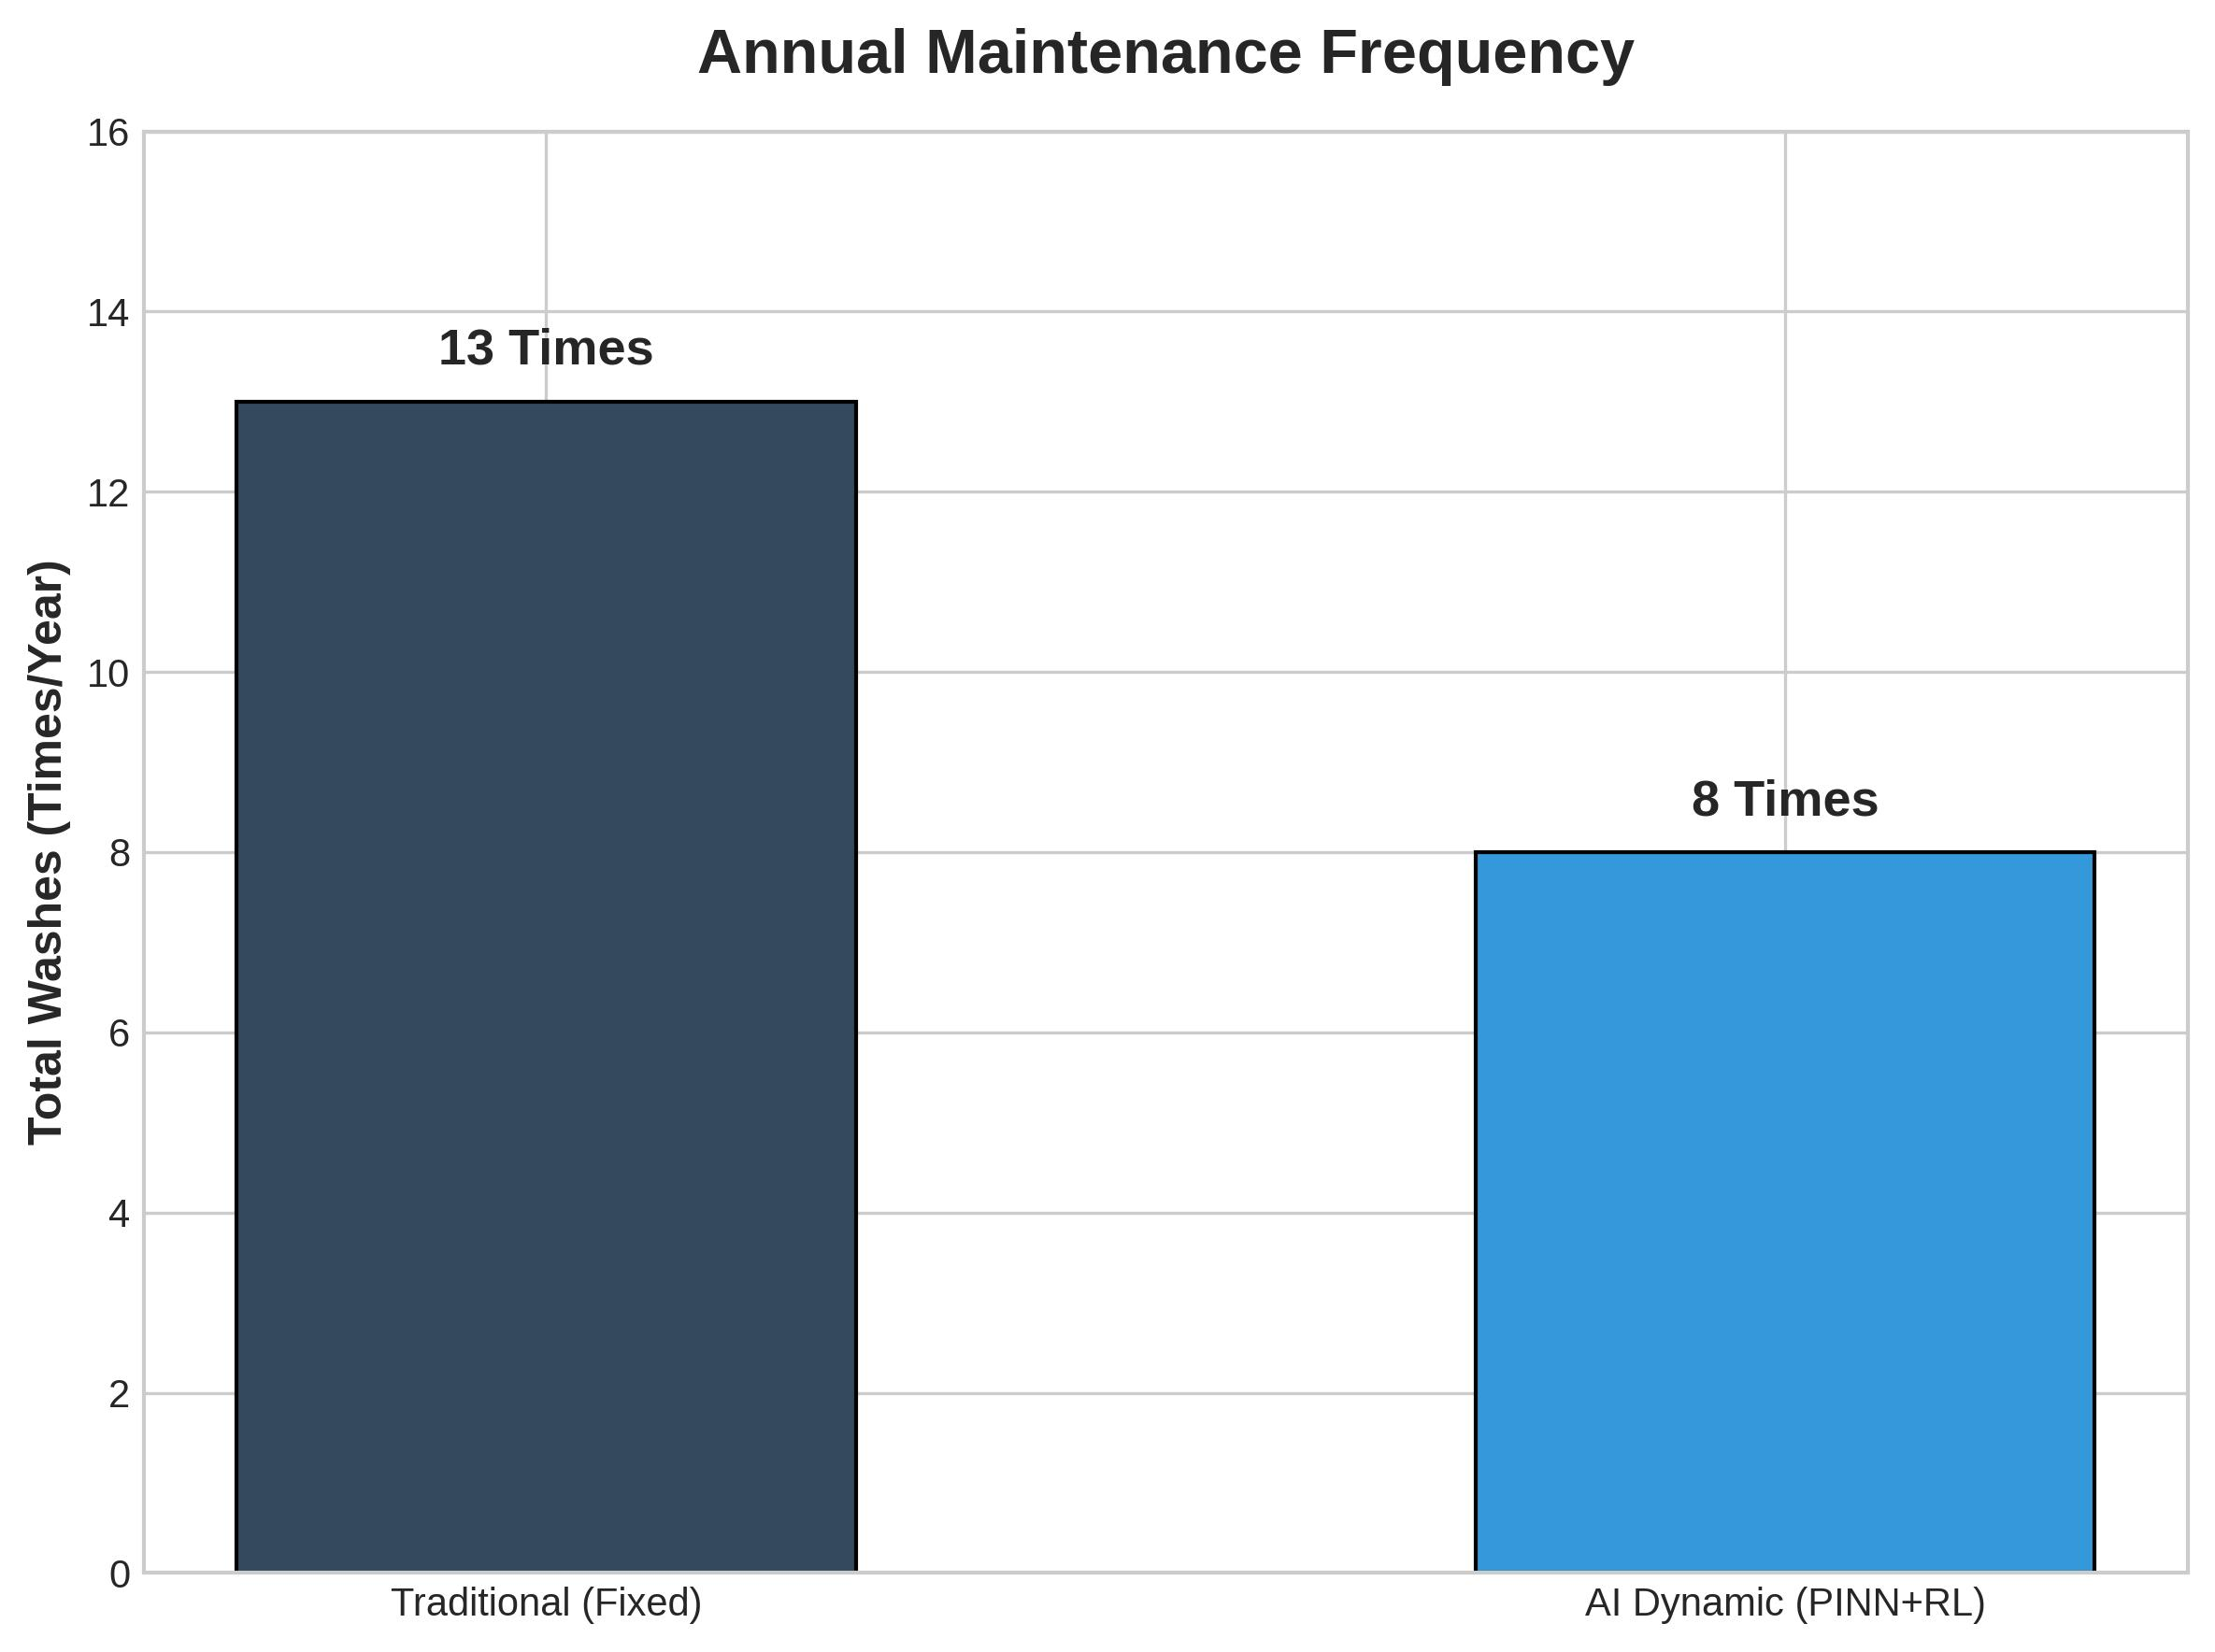 Annual Maintenance Frequency
Total Washes (Times/Year)
16
14
12
10
8
6
4
2
0
13 Times
8 Times
Traditional (Fixed)
AI Dynamic (PINN+RL)